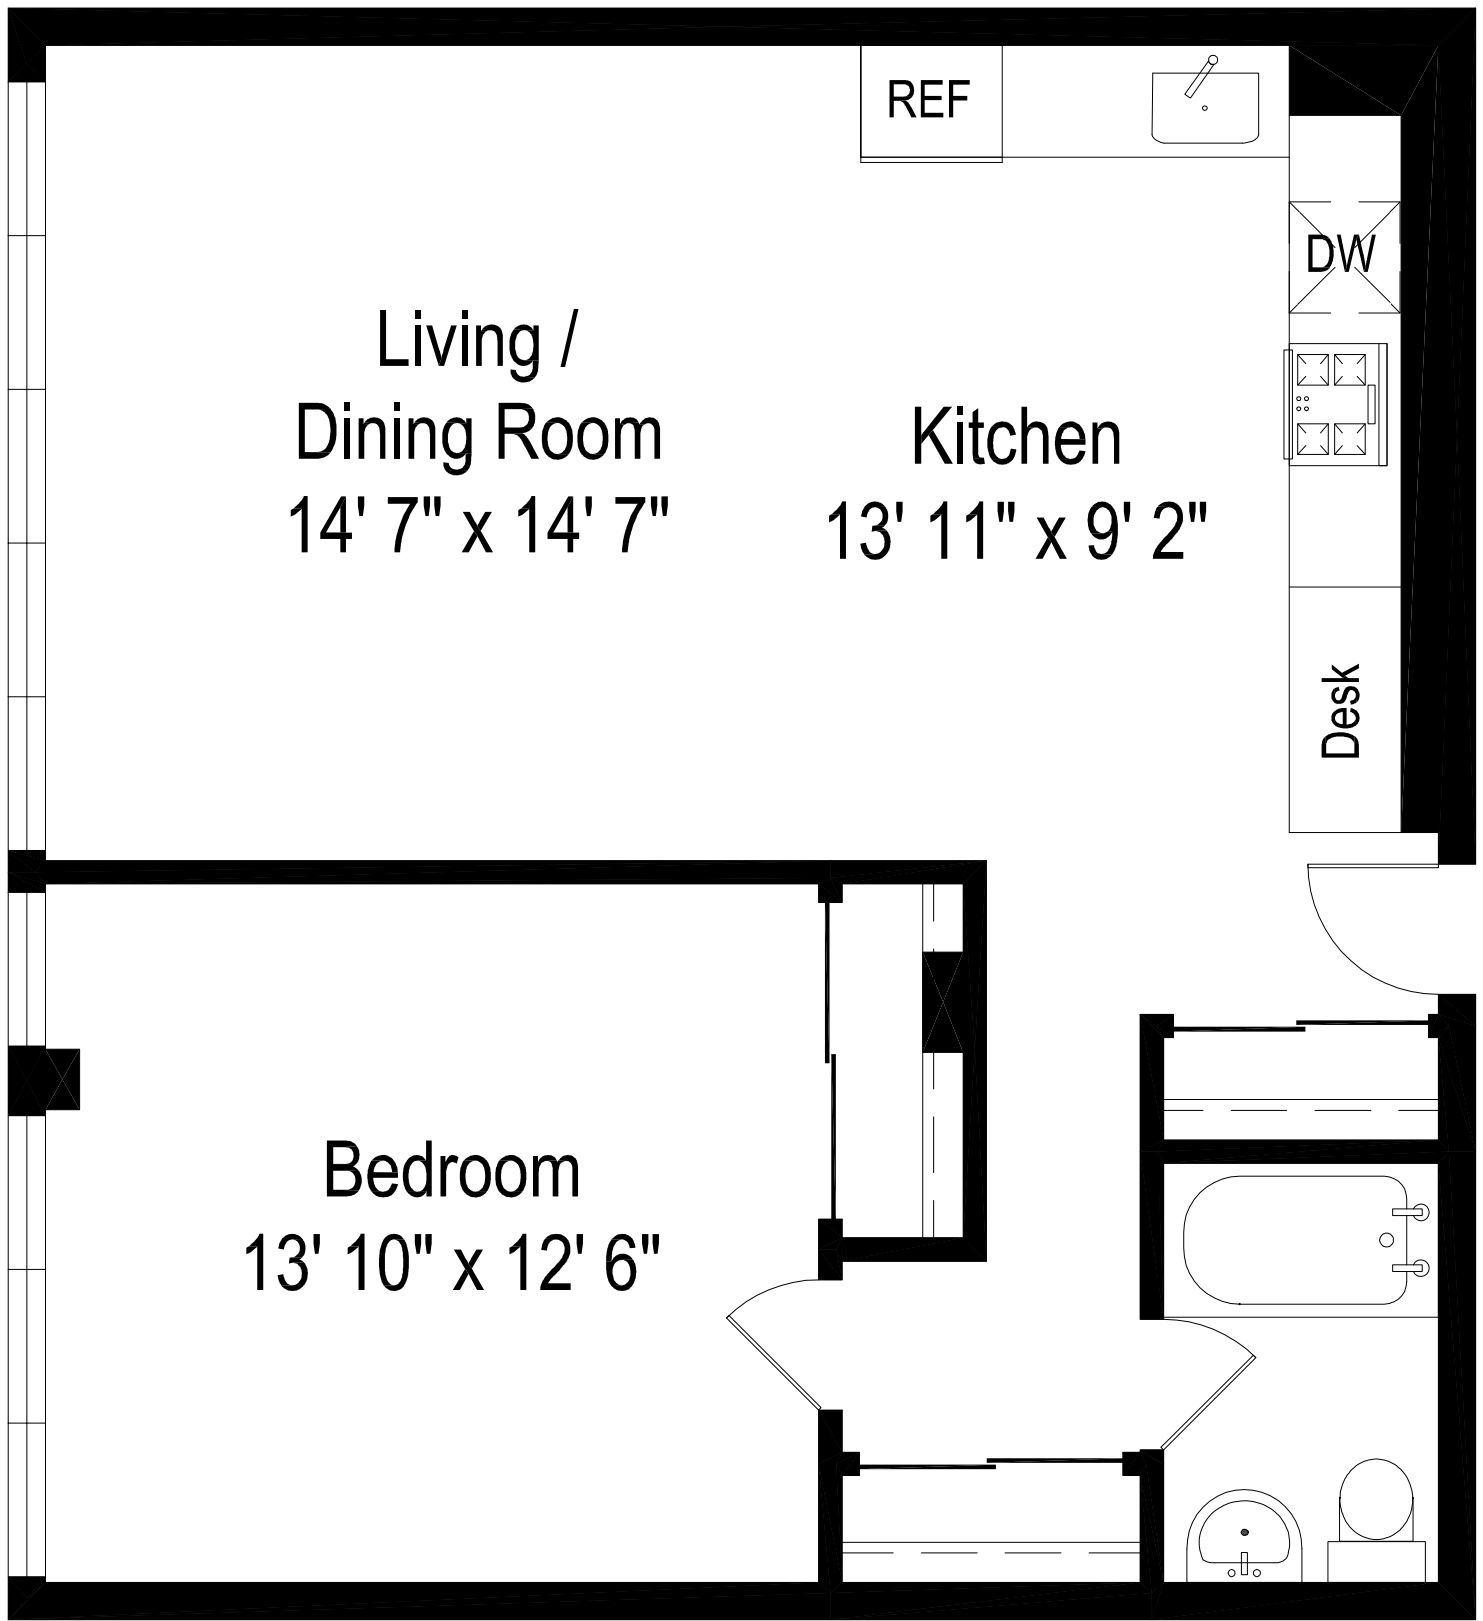 REF
DW
Living /
Dining Room
14' 7" x 14' 7"
Kitchen
13' 11" x 9' 2"
Desk
Bedroom
13' 10" x 12' 6"